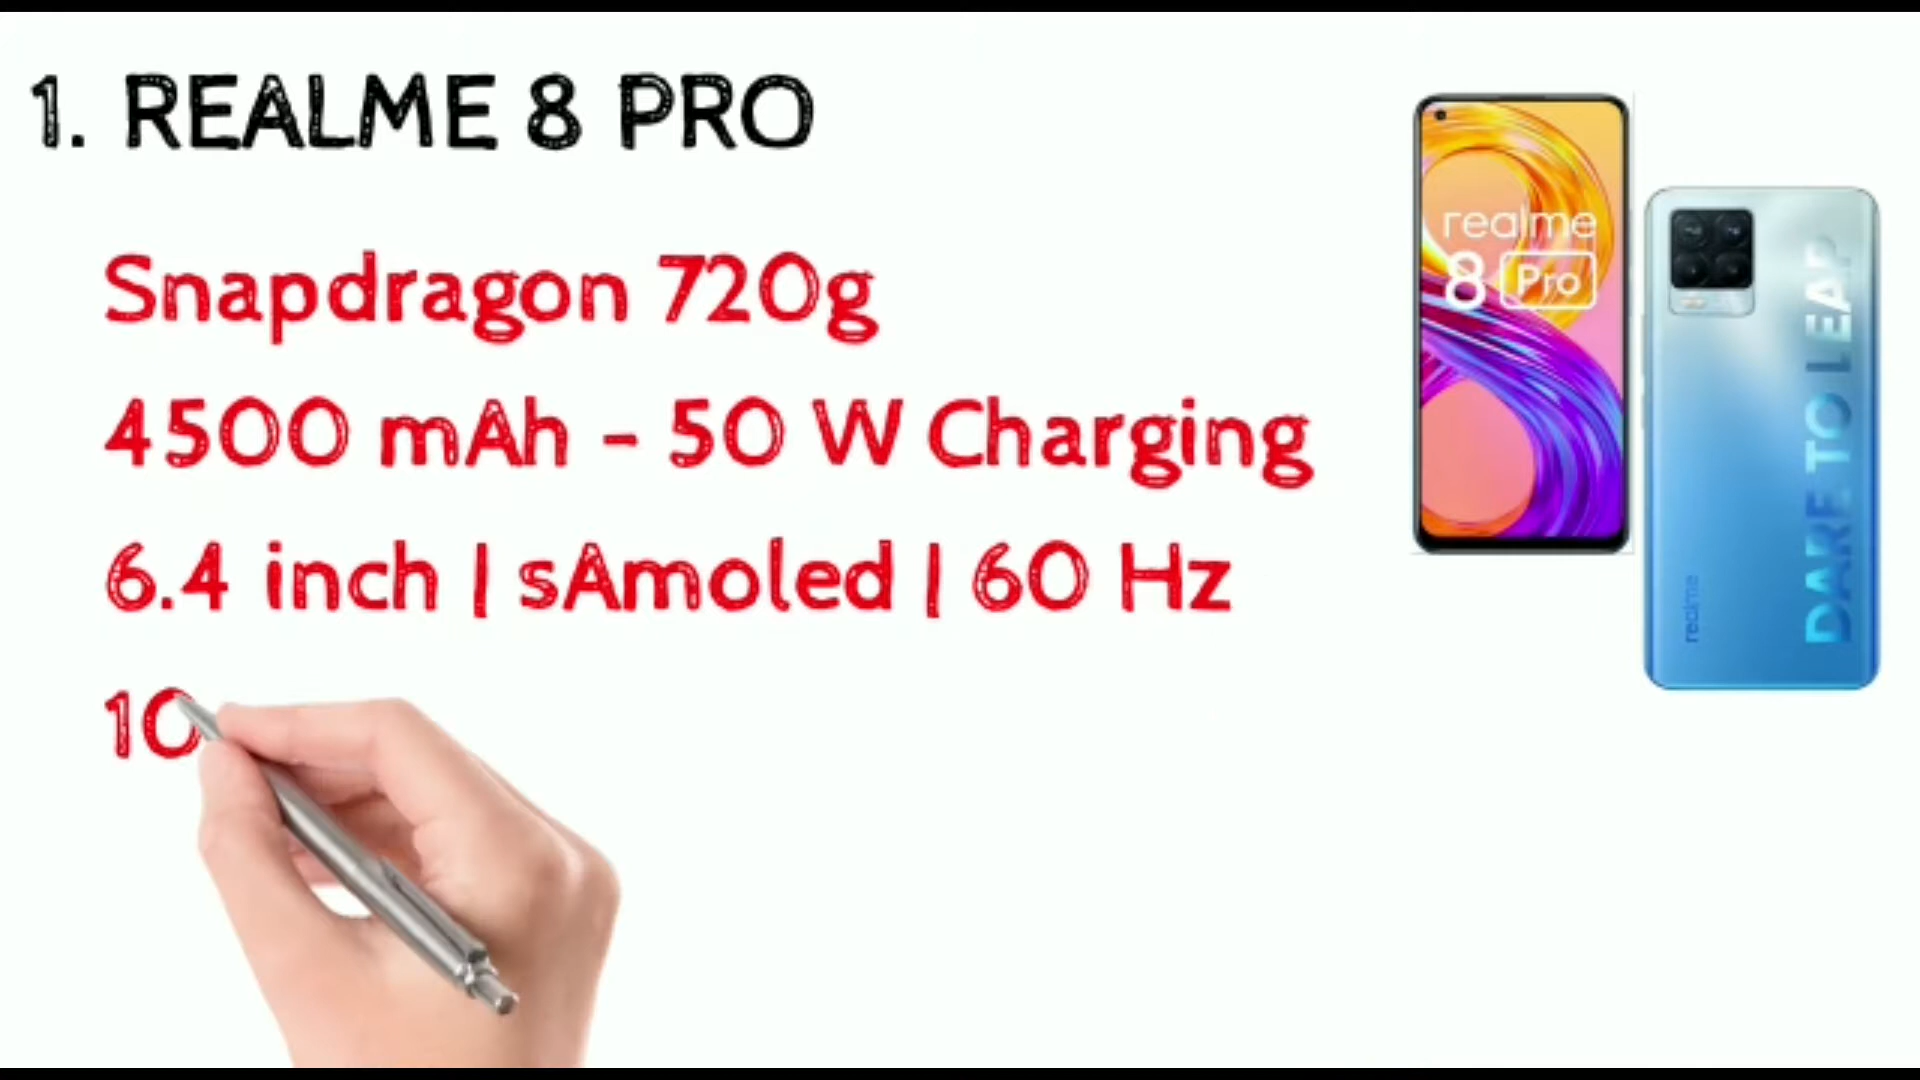 1. REALME 8 PRO
Snapdragon 720g
4500 mAh - 50 W Charging
6.4 inch | sAmoled | 60 Hz
10
realme
8 Pro
DARE TO LEAP
realme